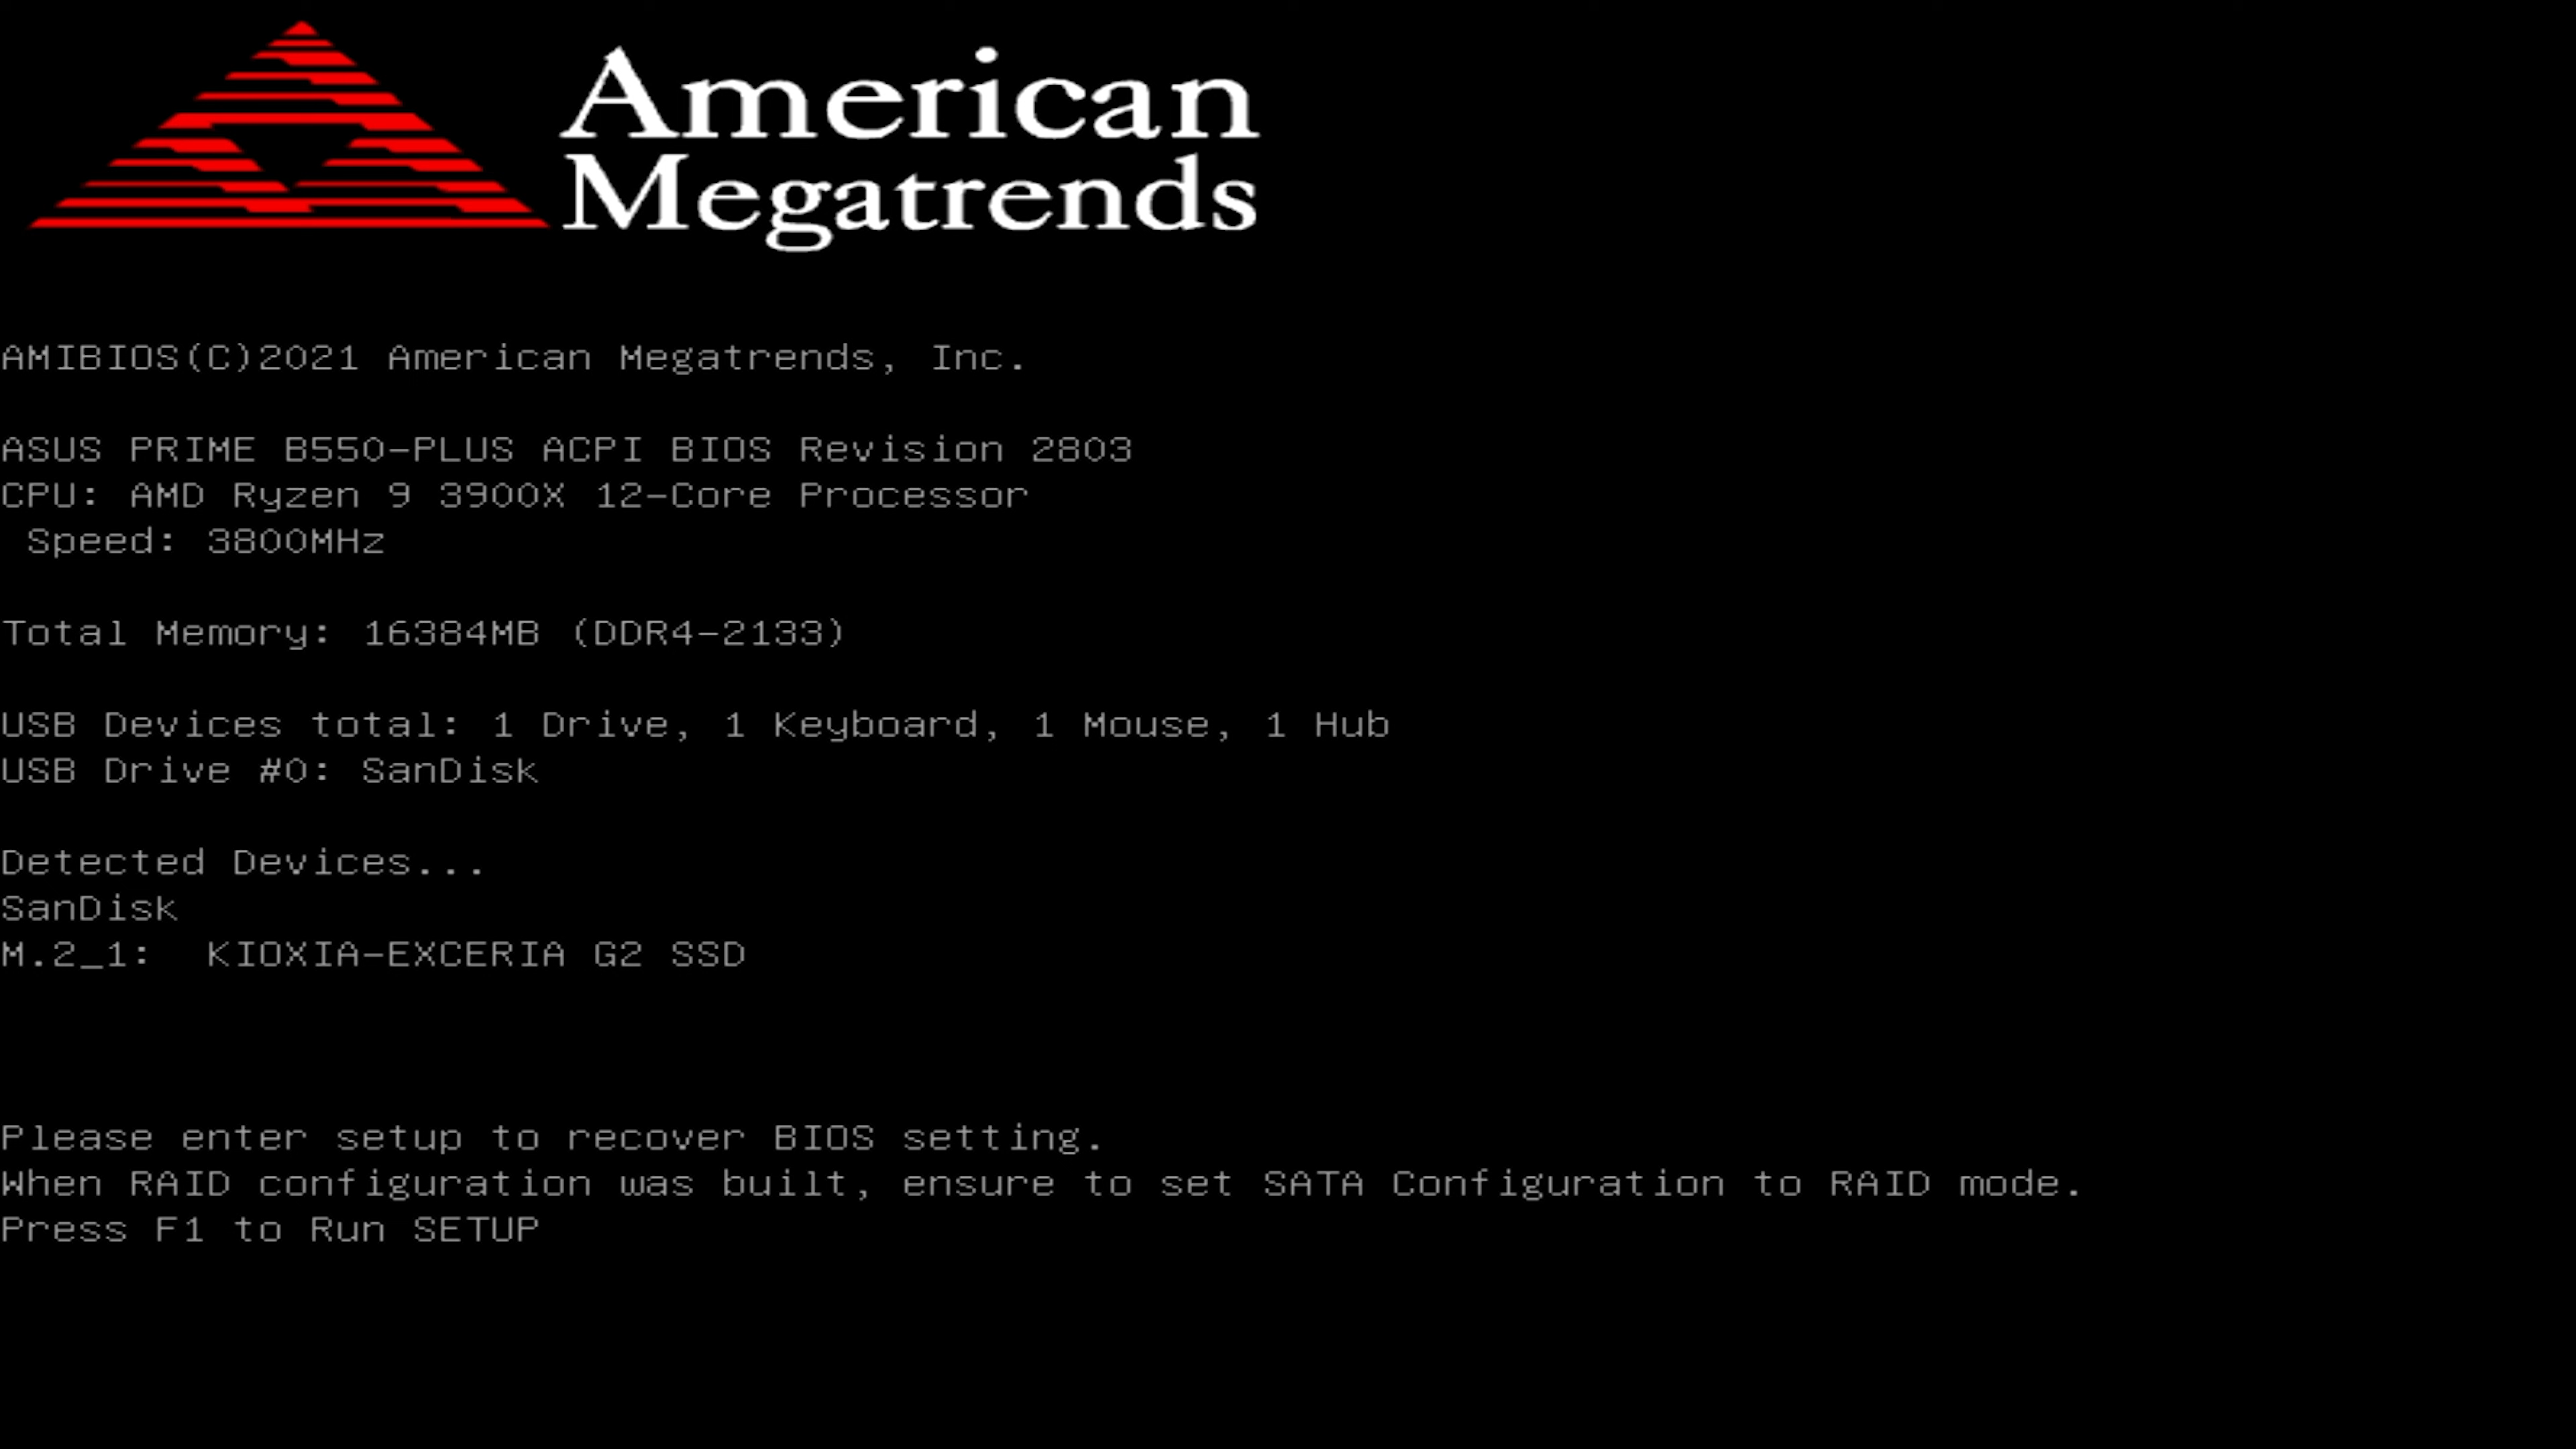 American
Megatrends
AMIBIOS(C)2021 American Megatrends, Inc.
ASUS PRIME B550-PLUS ACPI BIOS Revision 2803
CPU: AMD Ryzen 9 3900X 12-Core Processor
Speed: 3800MHz
Total Memory: 16384MB (DDR4-2133)
USB Devices total: 1 Drive, 1 Keyboard, 1 Mouse, 1 Hub
USB Drive #0: SanDisk
Detected Devices...
SanDisk
M.2_1: KIOXIA-EXCERIA G2 SSD
Please enter setup to recover BIOS setting.
When RAID configuration was built, ensure to set SATA Configuration to RAID mode.
Press F1 to Run SETUP